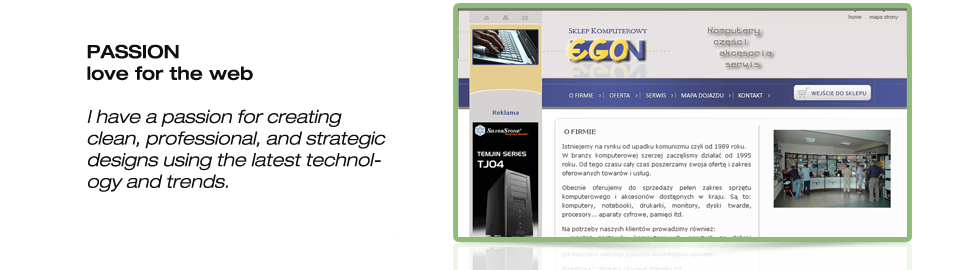 PASSION
love for the web
I have a passion for creating
clean, professional, and strategic
designs using the latest technol-
ogy and trends.
home
mapa strony
SKLEP KOMPUTEROWY
EGON
Komputery
części
akcesoria
serwis
O FIRMIE
OFERTA
SERWIS
MAPA DOJAZDU
KONTAKT
WEJŚCIE DO SKLEPU
Reklama
SILVERSTONE
TEMJIN SERIES
TJ04
O FIRMIE
Istniejemy na rynku od upadku komunizmu czyli od 1989 roku.
W branży komputerowej szerzej zaczęlismy działać od 1995
roku. Od tego czasu cały czas poszerzamy swoja ofertę i zakres
oferowanych towarów i usług.
Obecnie oferujemy do sprzedaży pełen zakres sprzętu
komputerowego i akcesoriów dostępnych w kraju. Są to:
komputery, notebooki, drukarki, monitory, dyski twarde,
procesory... aparaty cyfrowe, pamięci itd.
Na potrzeby naszych klientów prowadzimy również: